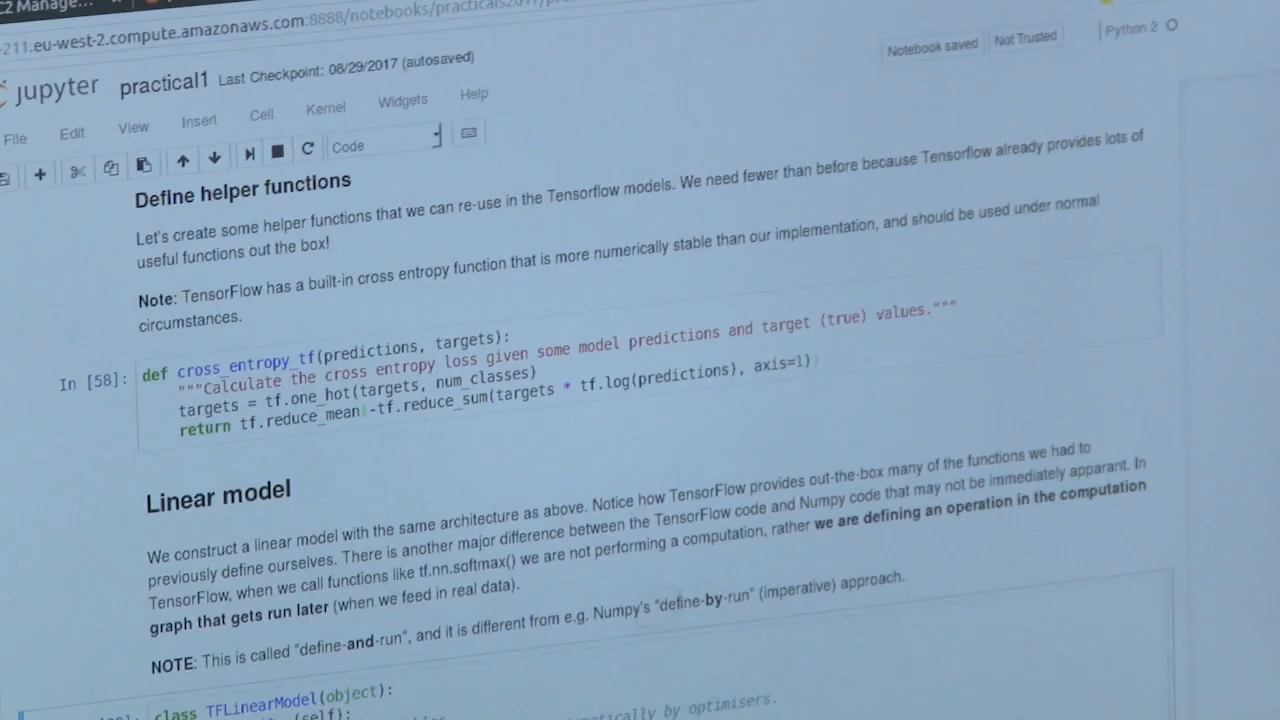 C2 Manage...
-211.eu-west-2.compute.amazonaws.com:8888/notebooks/practicals2017/
jupyter practical1 Last Checkpoint: 08/29/2017 (autosaved)
Notebook saved Not Trusted Python 2
File Edit View Insert Cell Kernel Widgets Help
Code
Define helper functions
Let's create some helper functions that we can re-use in the Tensorflow models. We need fewer than before because Tensorflow already provides lots of
useful functions out the box!
Note: TensorFlow has a built-in cross entropy function that is more numerically stable than our implementation, and should be used under normal
circumstances.
In [58]: def cross_entropy_tf(predictions, targets):
"""Calculate the cross entropy loss given some model predictions and target (true) values."""
targets = tf.one_hot(targets, num_classes)
return tf.reduce_mean(-tf.reduce_sum(targets * tf.log(predictions), axis=1))
Linear model
We construct a linear model with the same architecture as above. Notice how TensorFlow provides out-the-box many of the functions we had to
previously define ourselves. There is another major difference between the TensorFlow code and Numpy code that may not be immediately apparant. In
TensorFlow, when we call functions like tf.nn.softmax() we are not performing a computation, rather we are defining an operation in the computation
graph that gets run later (when we feed in real data).
NOTE: This is called "define-and-run", and it is different from e.g. Numpy's "define-by-run" (imperative) approach.
class TFLinearModel(object):
(self):
by optimisers.